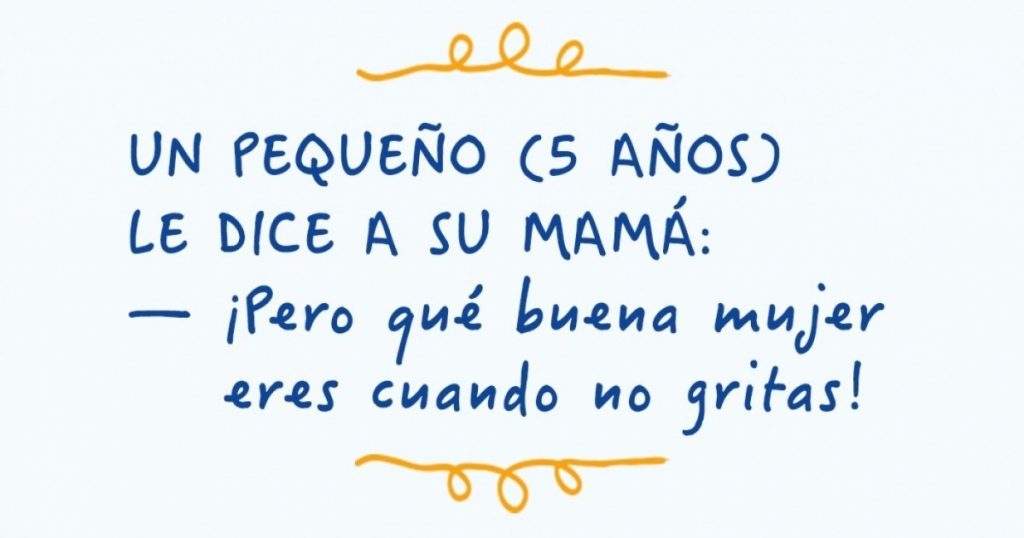 UN PEQUEÑO (5 AÑOS)
LE DICE A SU MAMÁ:
— ¡Pero qué buena mujer
eres cuando no gritas!